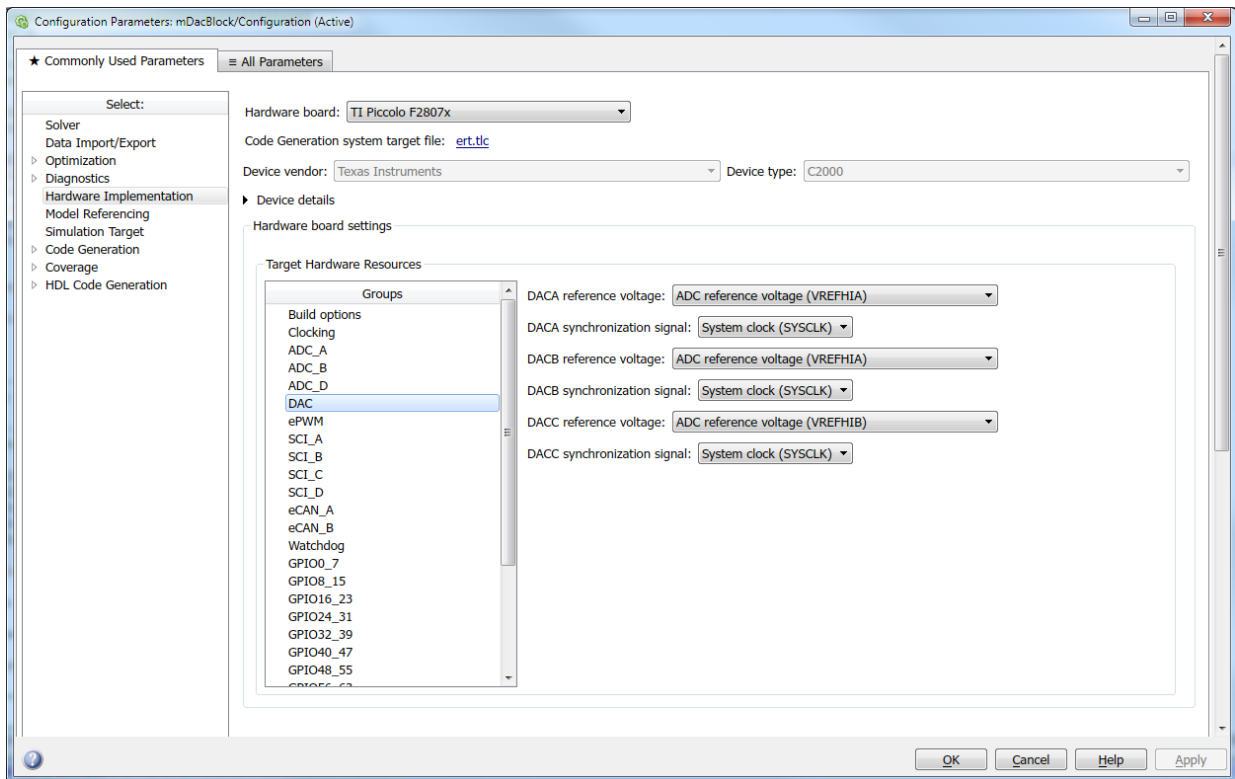 Configuration Parameters: mDacBlock/Configuration (Active)
★ Commonly Used Parameters
≡ All Parameters
Select:
Solver
Data Import/Export
Optimization
Diagnostics
Hardware Implementation
Model Referencing
Simulation Target
Code Generation
Coverage
HDL Code Generation
Hardware board: TI Piccolo F2807x
Code Generation system target file: ert.tlc
Device vendor: Texas Instruments Device type: C2000
Device details
Hardware board settings
Target Hardware Resources
Groups
Build options
Clocking
ADC_A
ADC_B
ADC_D
DAC
ePWM
SCI_A
SCI_B
SCI_C
SCI_D
eCAN_A
eCAN_B
Watchdog
GPIO0_7
GPIO8_15
GPIO16_23
GPIO24_31
GPIO32_39
GPIO40_47
GPIO48_55
DACA reference voltage: ADC reference voltage (VREFHIA)
DACA synchronization signal: System clock (SYSCLK)
DACB reference voltage: ADC reference voltage (VREFHIA)
DACB synchronization signal: System clock (SYSCLK)
DACC reference voltage: ADC reference voltage (VREFHIB)
DACC synchronization signal: System clock (SYSCLK)
OK Cancel Help Apply